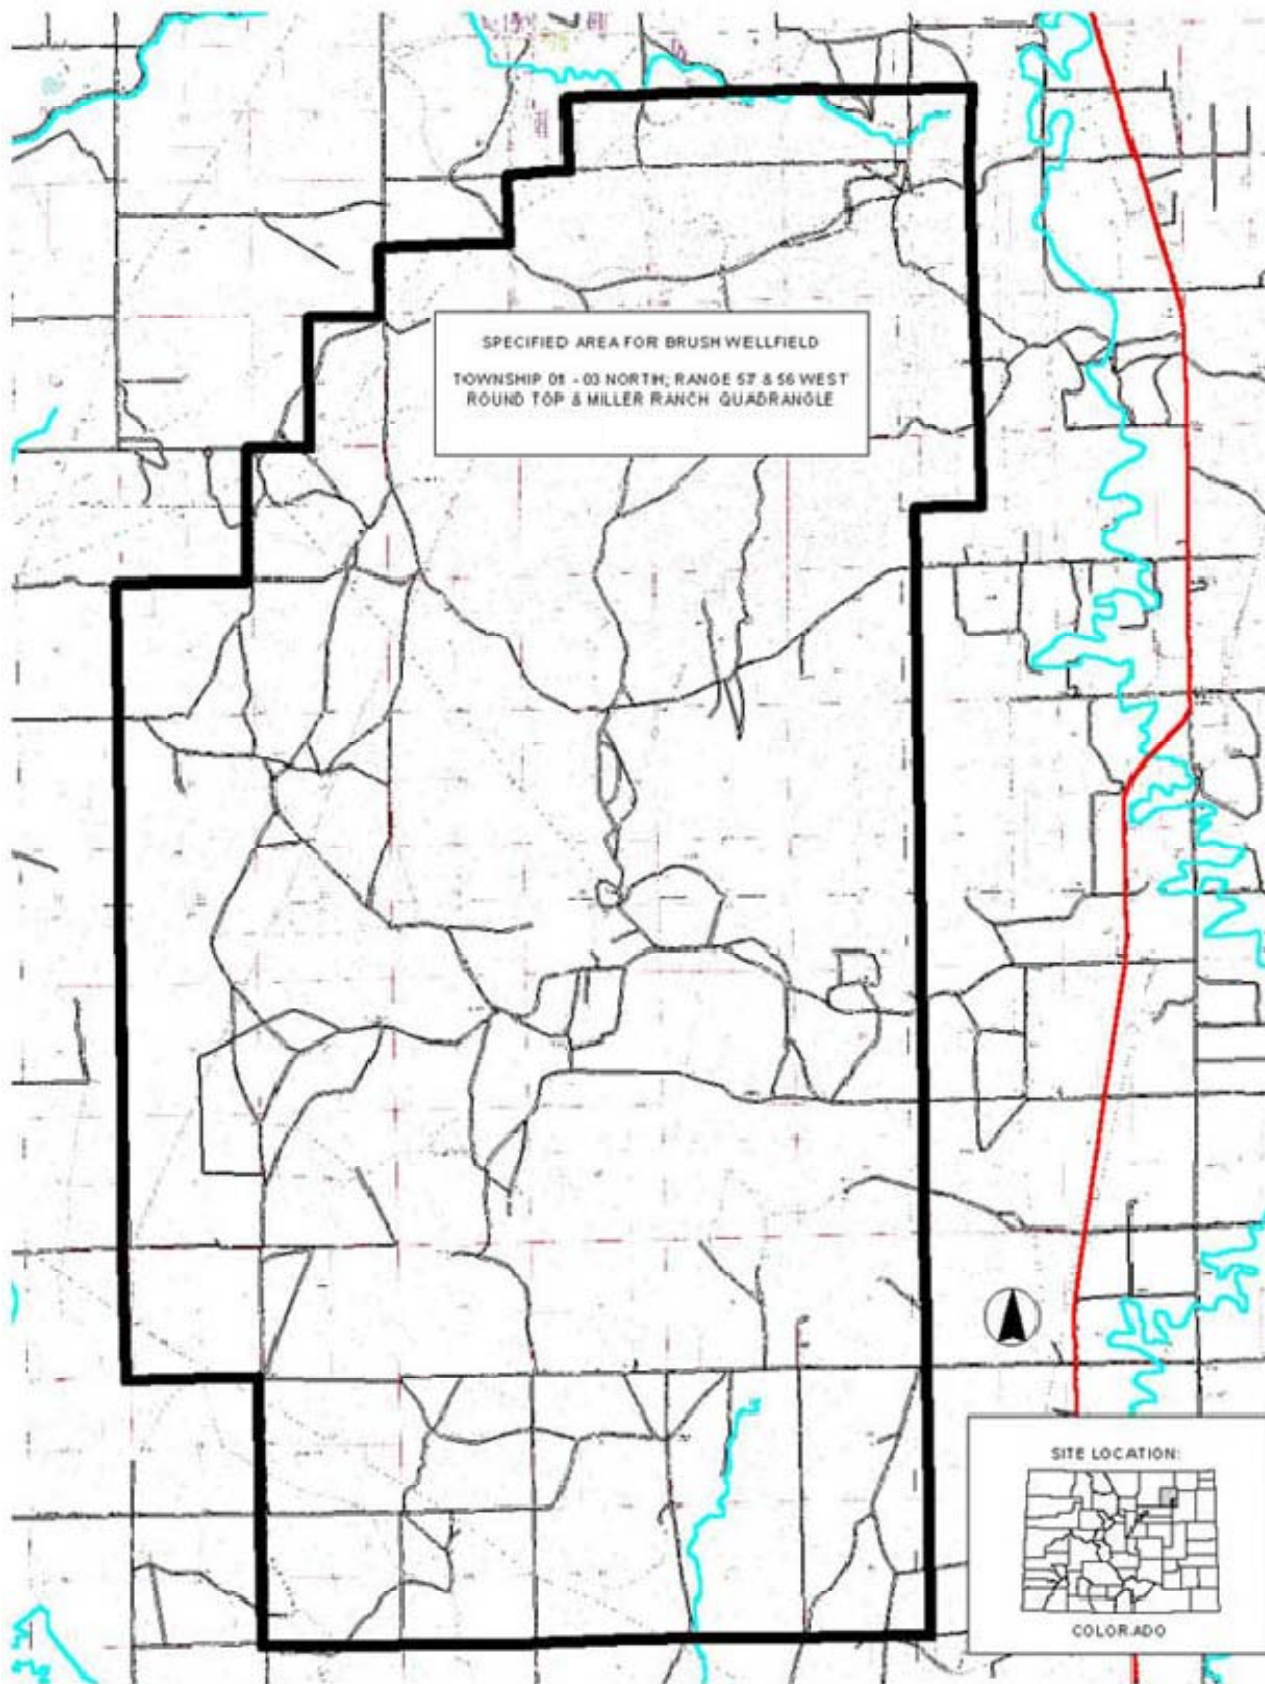 SPECIFIED AREA FOR BRUSH WELLFIELD
TOWNSHIP 01 - 03 NORTH; RANGE 57 & 56 WEST
ROUND TOP & MILLER RANCH QUADRANGLE
SITE LOCATION:
COLORADO